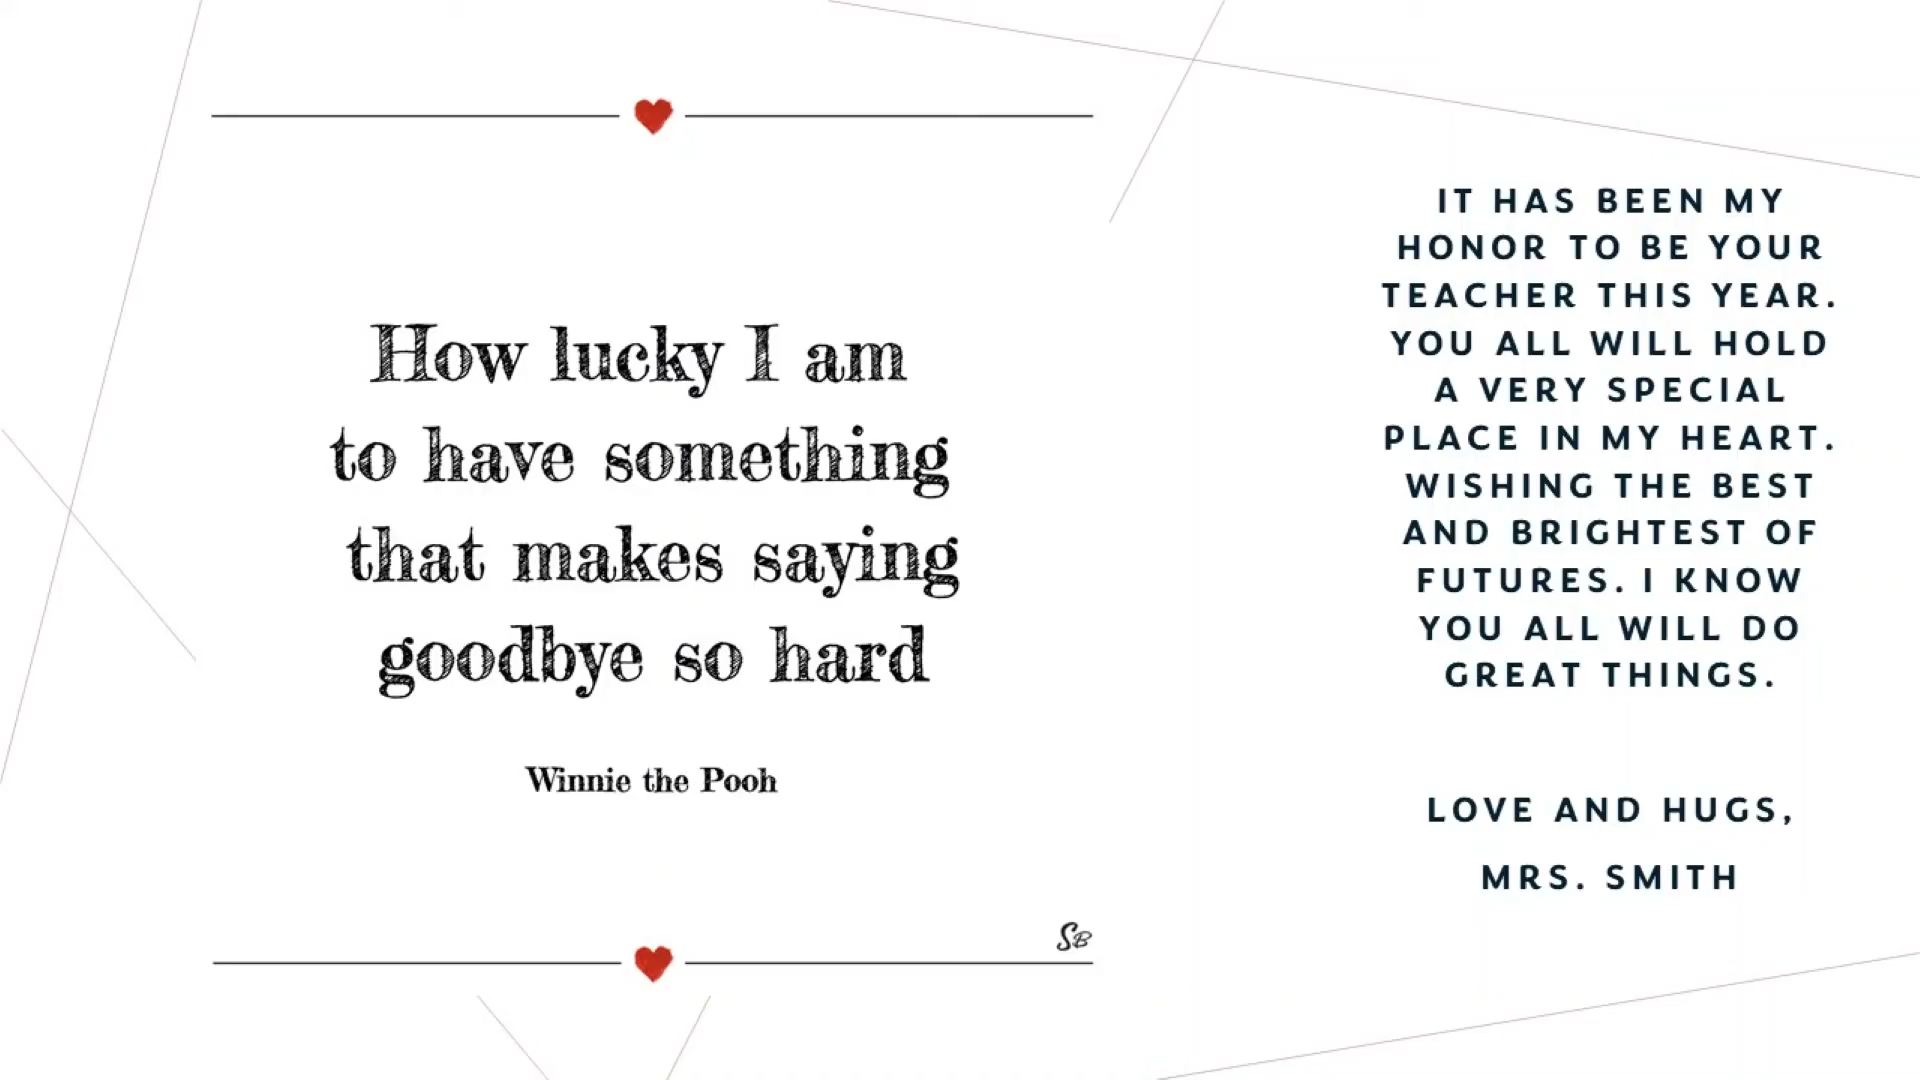 How lucky I am
to have something
that makes saying
goodbye so hard
Winnie the Pooh
SB
IT HAS BEEN MY
HONOR TO BE YOUR
TEACHER THIS YEAR.
YOU ALL WILL HOLD
A VERY SPECIAL
PLACE IN MY HEART.
WISHING THE BEST
AND BRIGHTEST OF
FUTURES. I KNOW
YOU ALL WILL DO
GREAT THINGS.
LOVE AND HUGS,
MRS. SMITH